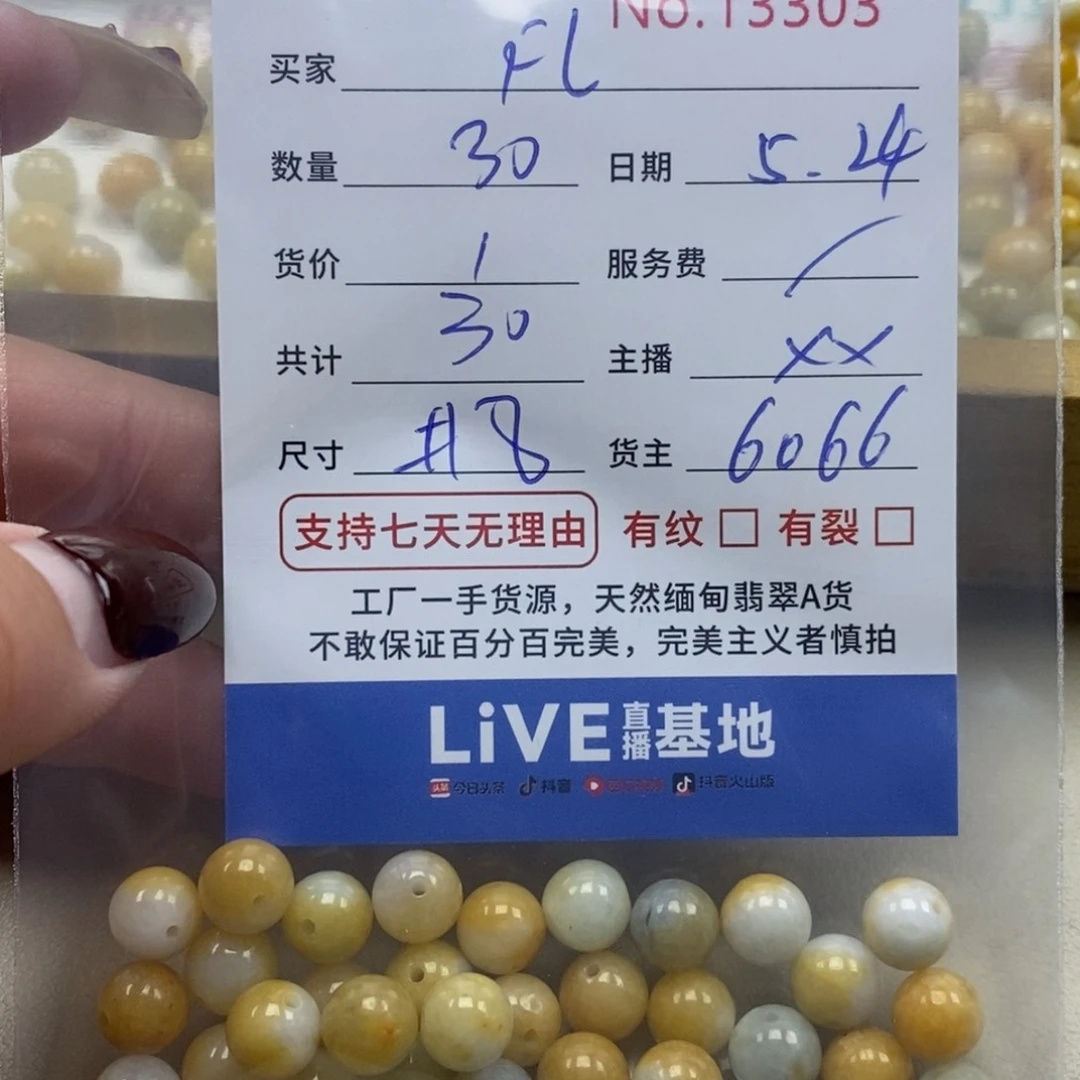 No.13303
买家 FL
数量 30 日期 5.24
货价 1 服务费 /
共计 30 主播 XX
尺寸 #8 货主 6066
支持七天无理由 有纹 □ 有裂 □
工厂一手货源，天然缅甸翡翠A货
不敢保证百分百完美，完美主义者慎拍
LiVE直播基地
今日头条 抖音 抖音火山版